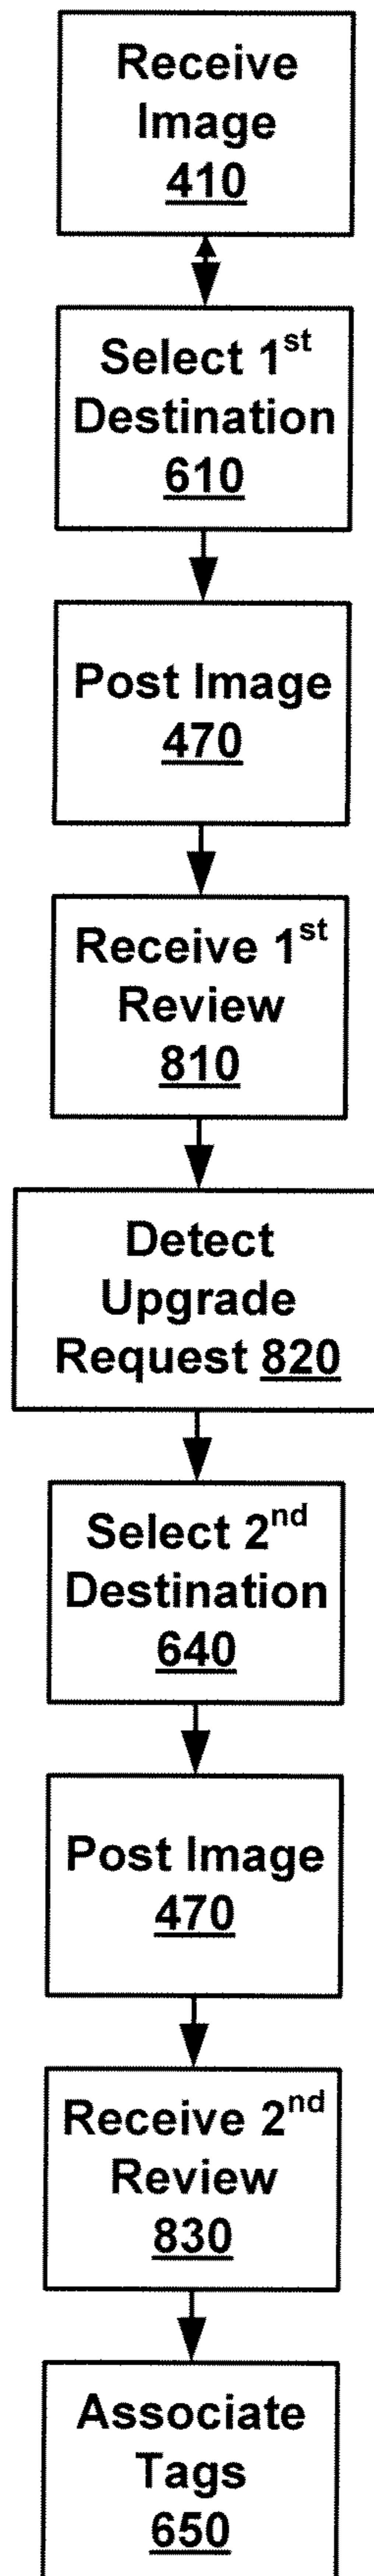 Receive
Image
410
Select 1st
Destination
610
Post Image
470
Receive 1st
Review
810
Detect
Upgrade
Request 820
Select 2nd
Destination
640
Post Image
470
Receive 2nd
Review
830
Associate
Tags
650